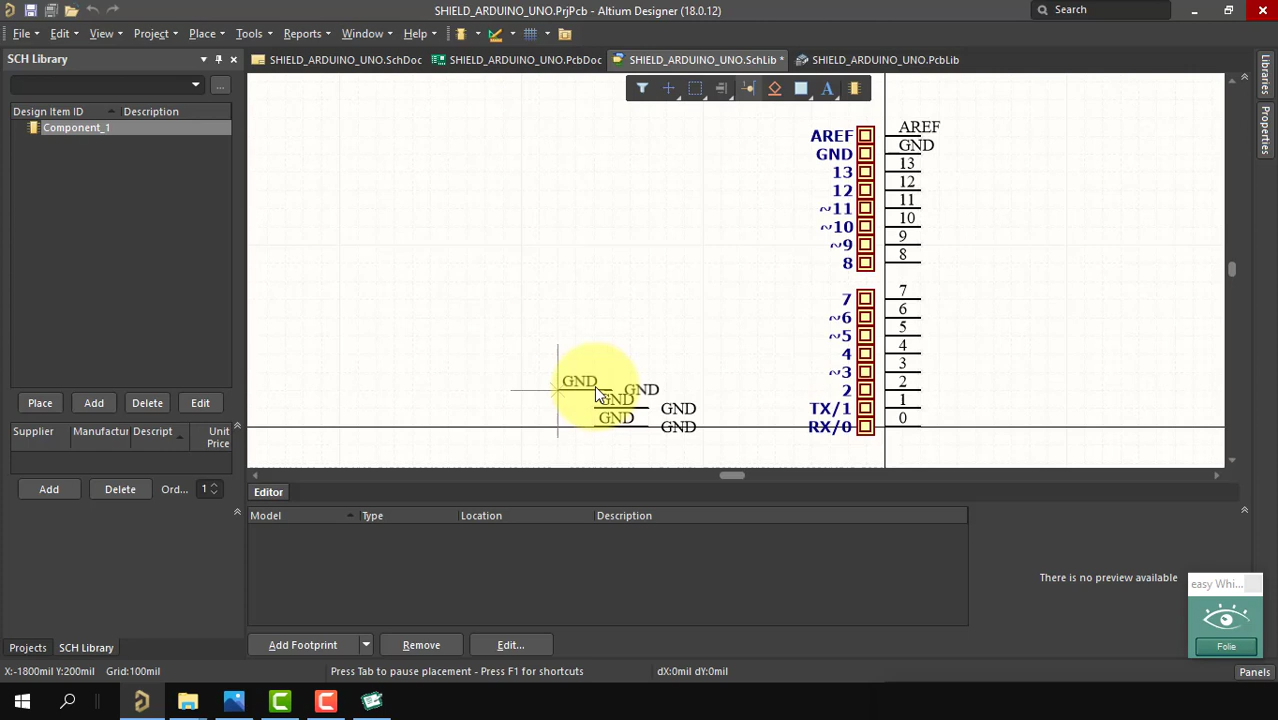 SHIELD_ARDUINO_UNO.PrjPcb - Altium Designer (18.0.12)
Search
File
Edit
View
Project
Place
Tools
Reports
Window
Help
SCH Library
SHIELD_ARDUINO_UNO.SchDoc
SHIELD_ARDUINO_UNO.PcbDoc
SHIELD_ARDUINO_UNO.SchLib *
SHIELD_ARDUINO_UNO.PcbLib
...
Design Item ID
Description
Component_1
Libraries
Properties
A
AREF AREF
GND GND
13 13
12 12
~11 11
~10 10
~9 9
8 8
7 7
~6 6
~5 5
4 4
~3 3
2 2
TX/1 1
RX/0 0
GND GND
GND GND
GND GND
Place
Add
Delete
Edit
Supplier
Manufactur
Descript
Unit Price
Add
Delete
Ord...
1
Editor
Model
Type
Location
Description
There is no preview available
easy Whi...
Folie
Add Footprint
Remove
Edit...
Projects
SCH Library
X:-1800mil Y:200mil Grid:100mil
Press Tab to pause placement - Press F1 for shortcuts
dX:0mil dY:0mil
Panels